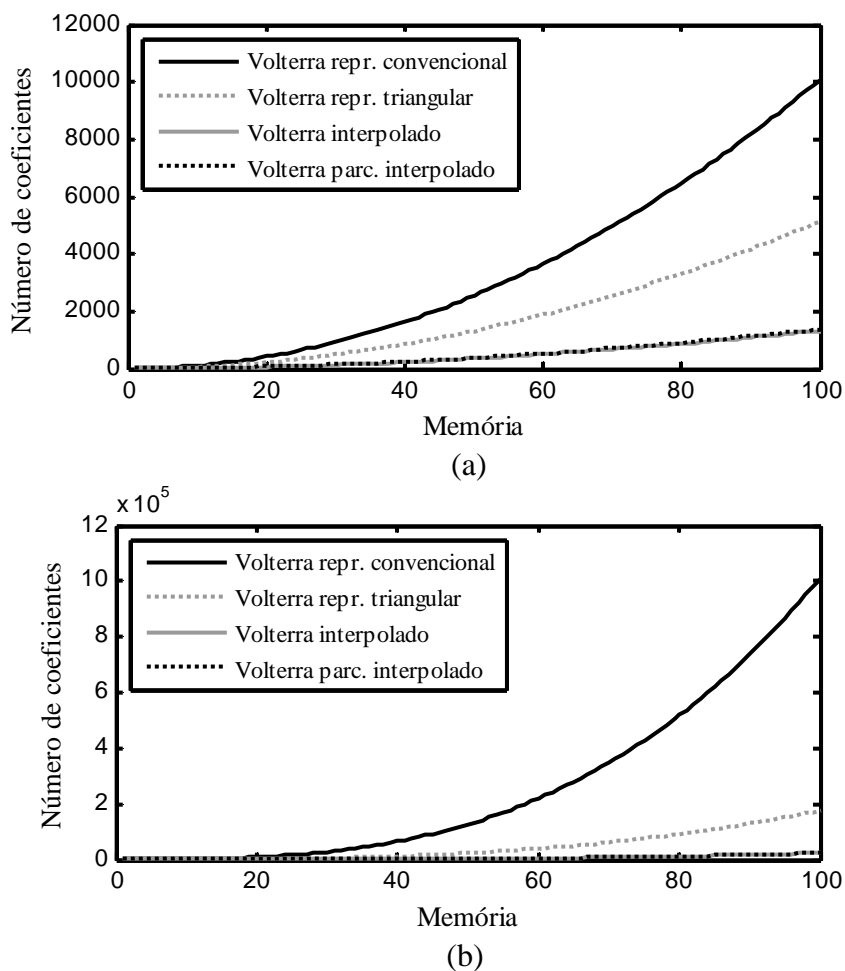 12000
10000
8000
6000
4000
2000
0
Número de coeficientes
Volterra repr. convencional
Volterra repr. triangular
Volterra interpolado
Volterra parc. interpolado
0 20 40 60 80 100
Memória
(a)
x 10^5
12
10
8
6
4
2
0
Número de coeficientes
Volterra repr. convencional
Volterra repr. triangular
Volterra interpolado
Volterra parc. interpolado
0 20 40 60 80 100
Memória
(b)